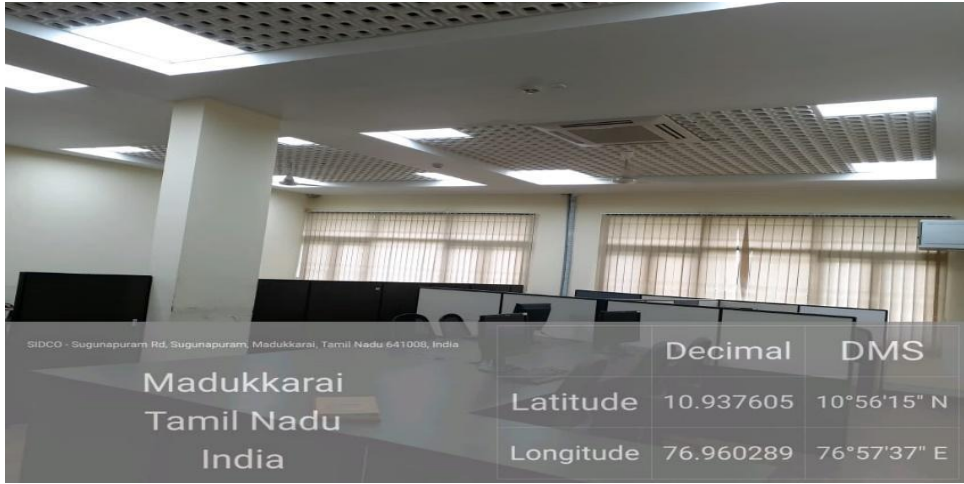 SIDCO - Sugunapuram Rd, Sugunapuram, Madukkarai, Tamil Nadu 641008, India
Madukkarai
Tamil Nadu
India
Decimal DMS
Latitude 10.937605 10°56'15" N
Longitude 76.960289 76°57'37" E